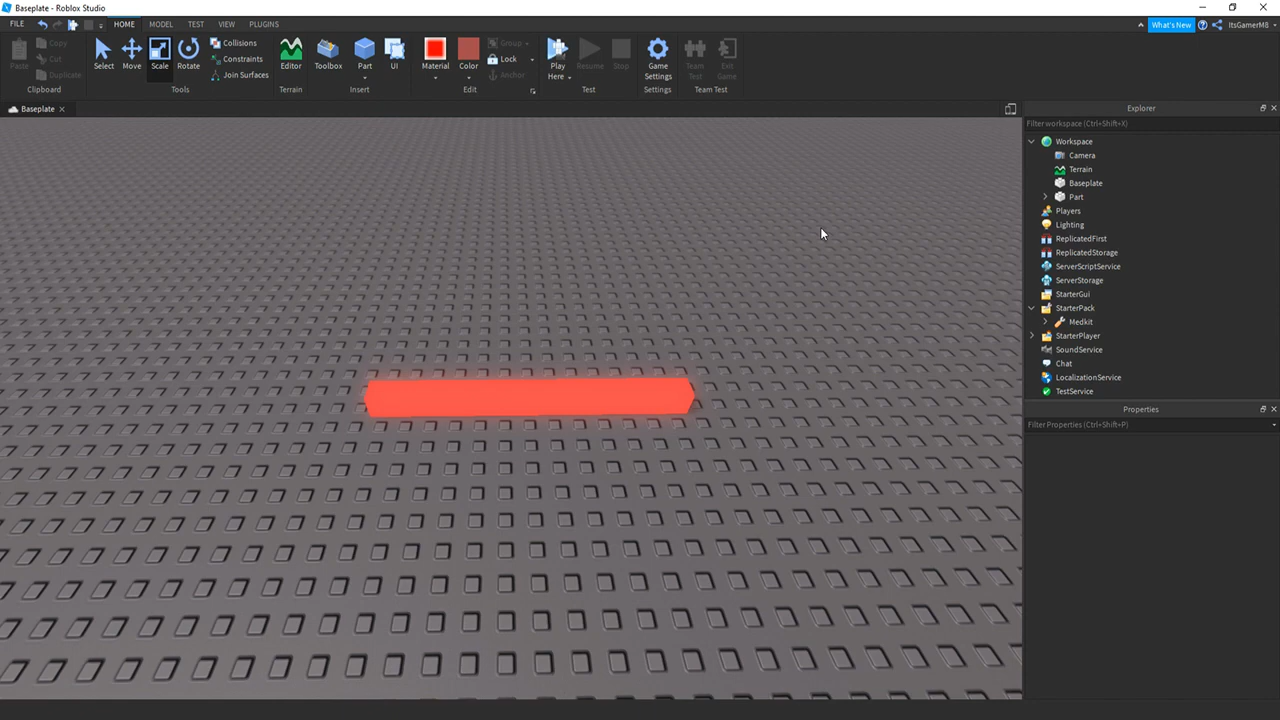 Baseplate - Roblox Studio
FILE HOME MODEL TEST VIEW PLUGINS
What's New ItsGamerM8
Paste Copy Cut Duplicate
Clipboard
Select Move Scale Rotate
Collisions
Constraints
Join Surfaces
Tools
Editor
Terrain
Toolbox Part UI
Insert
Material Color
Group
Lock
Anchor
Edit
Play Here Resume Stop
Test
Game Settings
Settings
Team Test Exit Game
Team Test
Baseplate
Explorer
Filter workspace (Ctrl+Shift+X)
Workspace
Camera
Terrain
Baseplate
Part
Players
Lighting
ReplicatedFirst
ReplicatedStorage
ServerScriptService
ServerStorage
StarterGui
StarterPack
Medkit
StarterPlayer
SoundService
Chat
LocalizationService
TestService
Properties
Filter Properties (Ctrl+Shift+P)